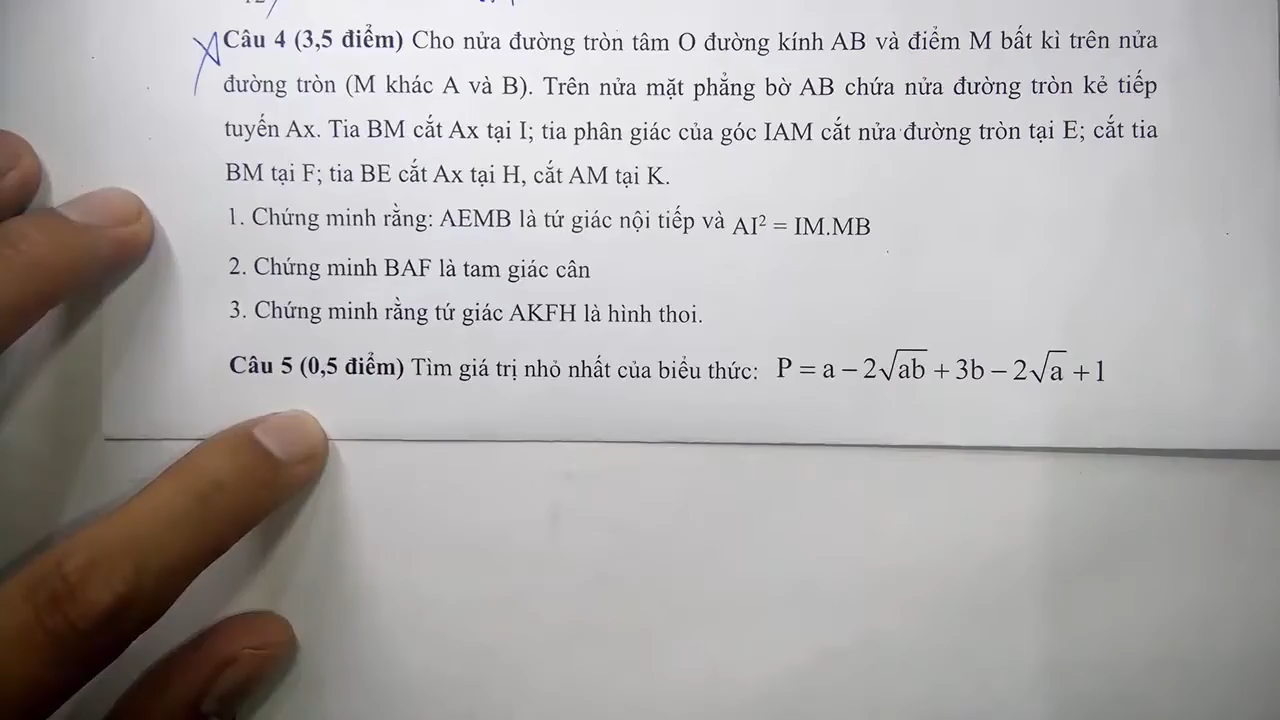 Câu 4 (3,5 điểm) Cho nửa đường tròn tâm O đường kính AB và điểm M bất kì trên nửa
đường tròn (M khác A và B). Trên nửa mặt phẳng bờ AB chứa nửa đường tròn kẻ tiếp
tuyến Ax. Tia BM cắt Ax tại I; tia phân giác của góc IAM cắt nửa đường tròn tại E; cắt tia
BM tại F; tia BE cắt Ax tại H, cắt AM tại K.
1. Chứng minh rằng: AEMB là tứ giác nội tiếp và AI² = IM.MB
2. Chứng minh BAF là tam giác cân
3. Chứng minh rằng tứ giác AKFH là hình thoi.
Câu 5 (0,5 điểm) Tìm giá trị nhỏ nhất của biểu thức: P = a − 2√ab + 3b − 2√a + 1